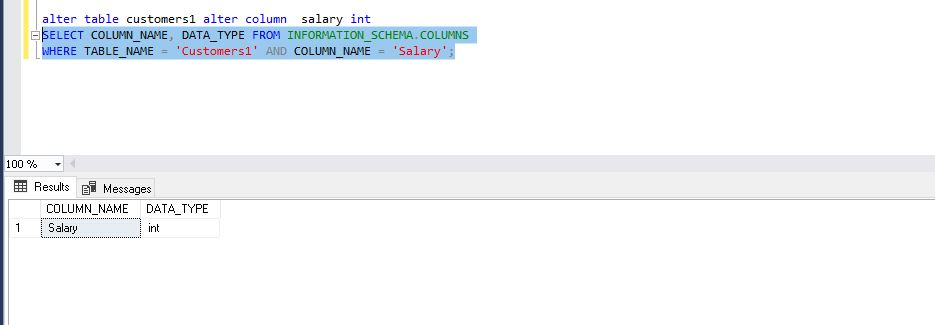 alter table customers1 alter column  salary int
SELECT COLUMN_NAME, DATA_TYPE FROM INFORMATION_SCHEMA.COLUMNS
WHERE TABLE_NAME = 'Customers1' AND COLUMN_NAME = 'Salary';
100 %
Results Messages
COLUMN_NAME DATA_TYPE
1 Salary int